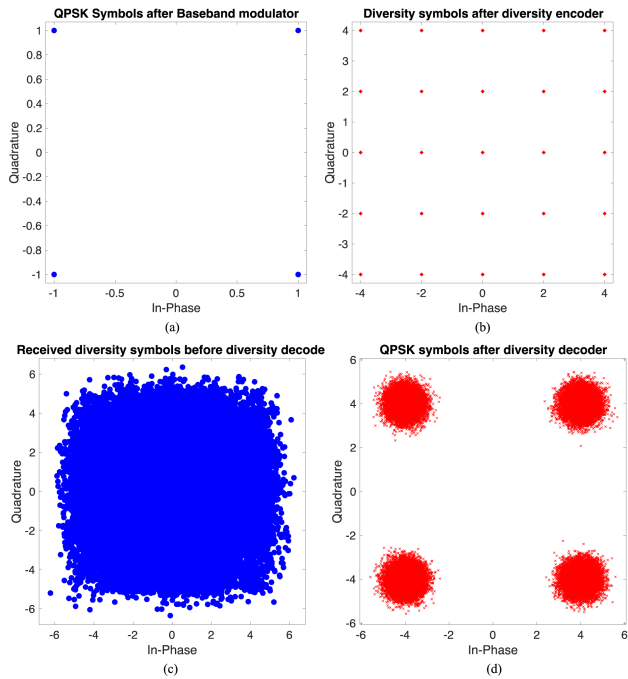 QPSK Symbols after Baseband modulator
1
0.8
0.6
0.4
0.2
0
-0.2
-0.4
-0.6
-0.8
-1
Quadrature
-1 -0.5 0 0.5 1
In-Phase
(a)
Diversity symbols after diversity encoder
4
3
2
1
0
-1
-2
-3
-4
Quadrature
-4 -2 0 2 4
In-Phase
(b)
Received diversity symbols before diversity decode
6
4
2
0
-2
-4
-6
Quadrature
-6 -4 -2 0 2 4 6
In-Phase
(c)
QPSK symbols after diversity decoder
6
4
2
0
-2
-4
-6
Quadrature
-6 -4 -2 0 2 4 6
In-Phase
(d)